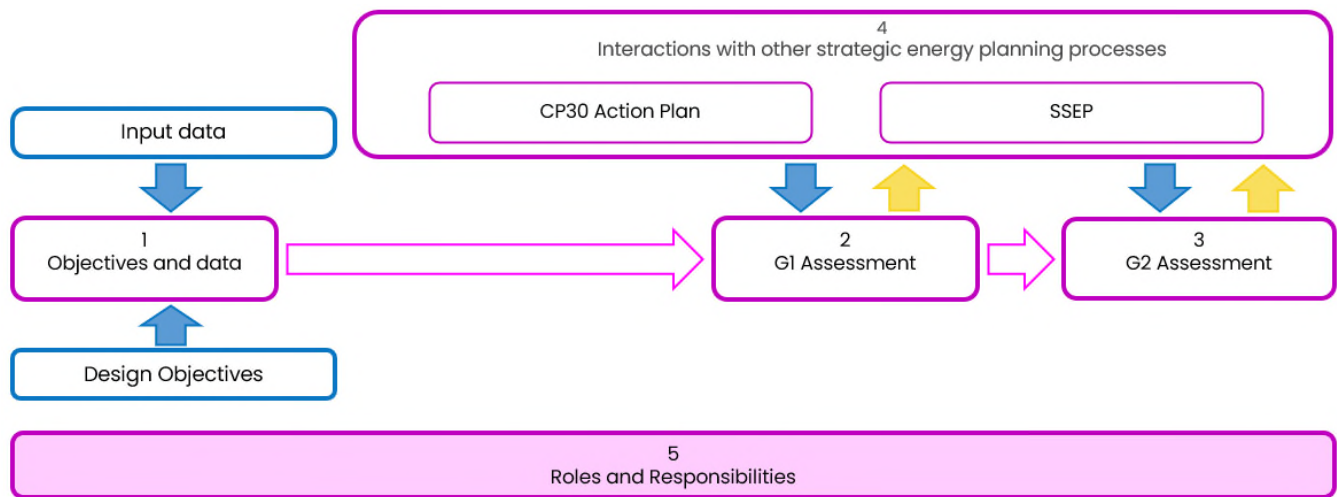 4
Interactions with other strategic energy planning processes
CP30 Action Plan
SSEP
Input data
1
Objectives and data
2
G1 Assessment
3
G2 Assessment
Design Objectives
5
Roles and Responsibilities